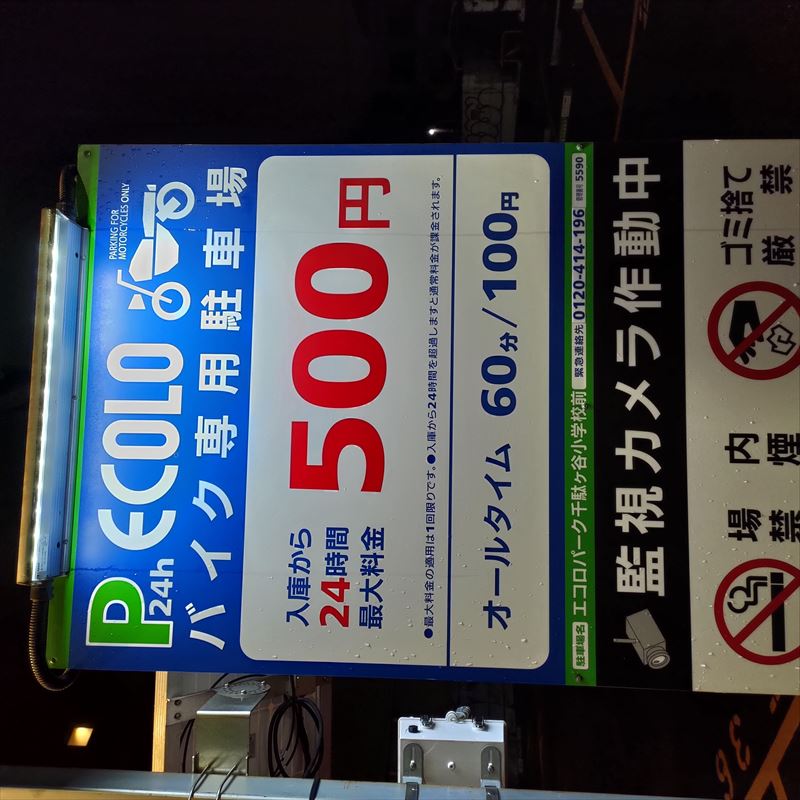 P 24h
ECOLO
PARKING FOR
MOTORCYCLES ONLY
バイク専用駐車場
入庫から
24時間
最大料金
500円
●最大料金の適用は1回限りです。●入庫から24時間を超過しますと通常料金が課金されます。
オールタイム 60分/100円
駐車場名 エコロパーク千駄ヶ谷小学校前 緊急連絡先 0120-414-196 管理番号 5590
監視カメラ作動中
場内
禁煙
ゴミ捨て
厳禁
36